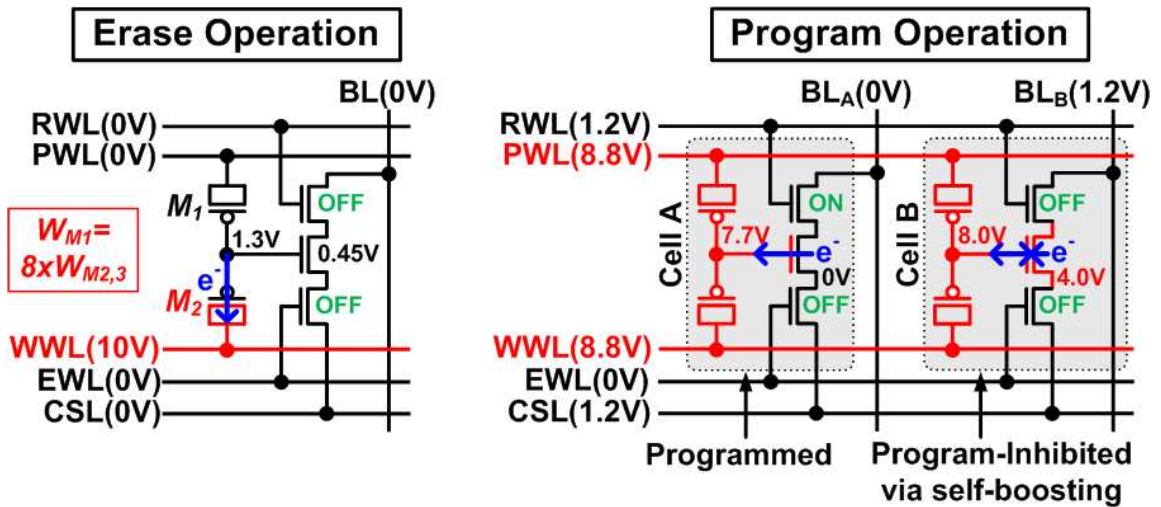 Erase Operation
BL(0V)
RWL(0V)
PWL(0V)
M1
OFF
WM1=
8xWM2,3
1.3V
0.45V
e-
M2
OFF
WWL(10V)
EWL(0V)
CSL(0V)
Program Operation
BLA(0V)
BLB(1.2V)
RWL(1.2V)
PWL(8.8V)
Cell A
ON
7.7V
e-
0V
OFF
Cell B
OFF
8.0V
e-
4.0V
OFF
WWL(8.8V)
EWL(0V)
CSL(1.2V)
Programmed
Program-Inhibited
via self-boosting